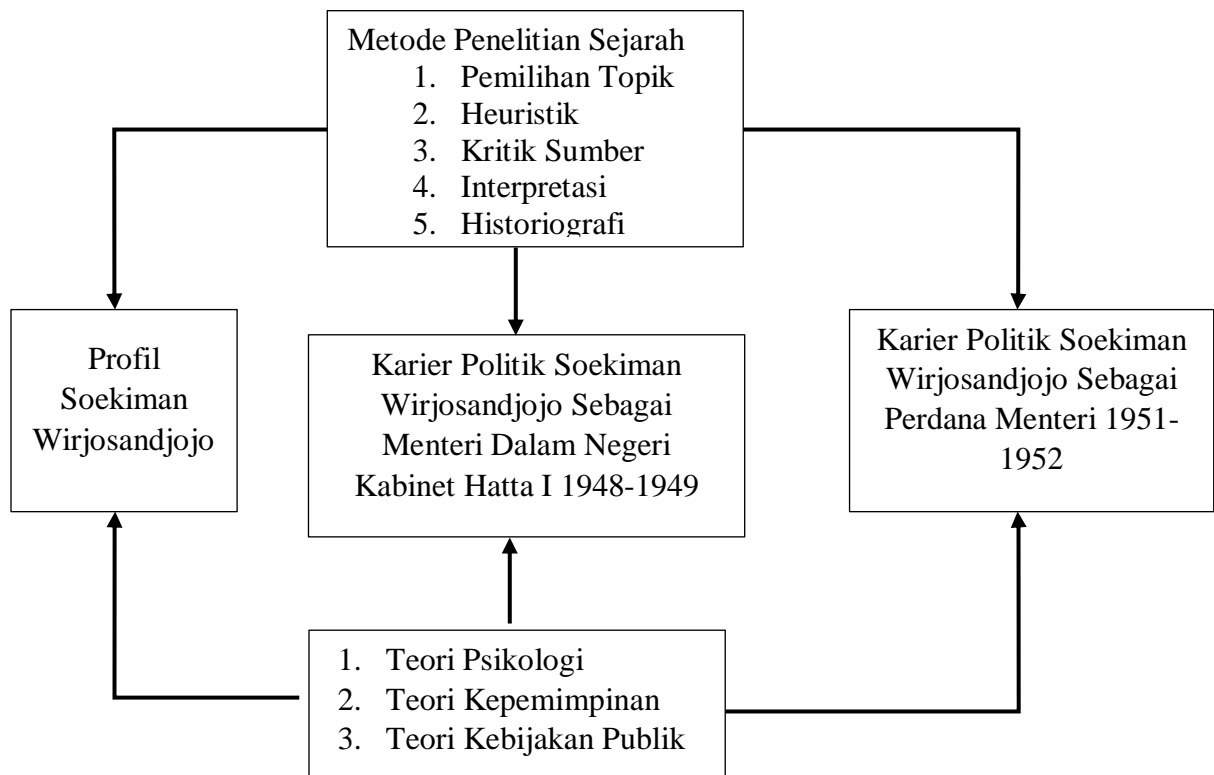 Metode Penelitian Sejarah
1. Pemilihan Topik
2. Heuristik
3. Kritik Sumber
4. Interpretasi
5. Historiografi
Profil
Soekiman
Wirjosandjojo
Karier Politik Soekiman
Wirjosandjojo Sebagai
Menteri Dalam Negeri
Kabinet Hatta I 1948-1949
Karier Politik Soekiman
Wirjosandjojo Sebagai
Perdana Menteri 1951-
1952
1. Teori Psikologi
2. Teori Kepemimpinan
3. Teori Kebijakan Publik